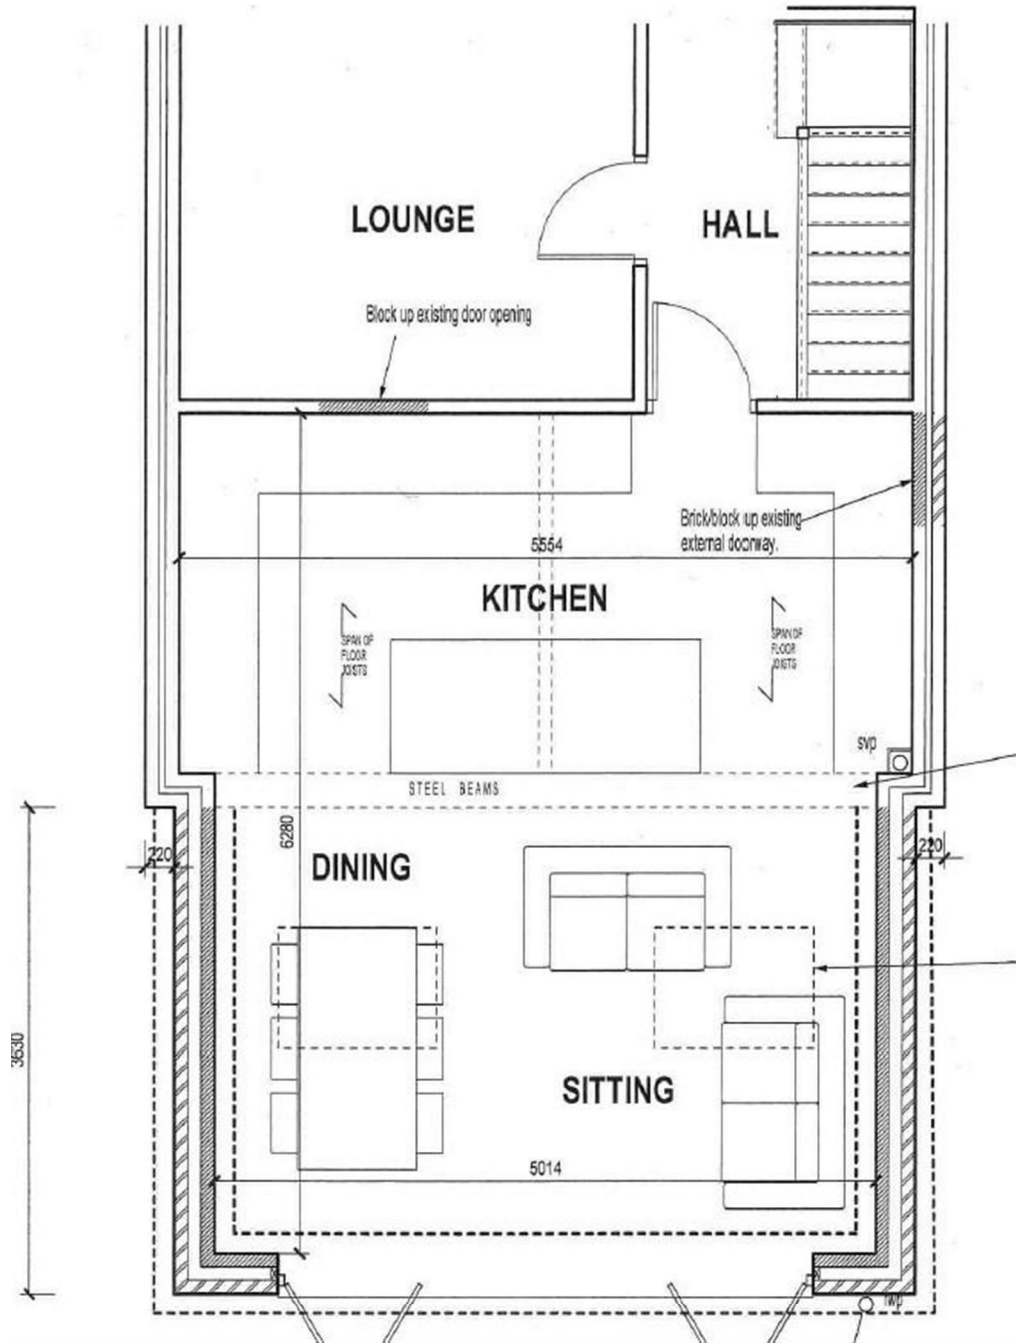 LOUNGE
HALL
Block up existing door opening
Brick/block up existing
external doorway.
5554
KITCHEN
SPAN OF
FLOOR
JOISTS
SPAN OF
FLOOR
JOISTS
svp
STEEL BEAMS
6280
220
220
DINING
3630
SITTING
5014
rwp